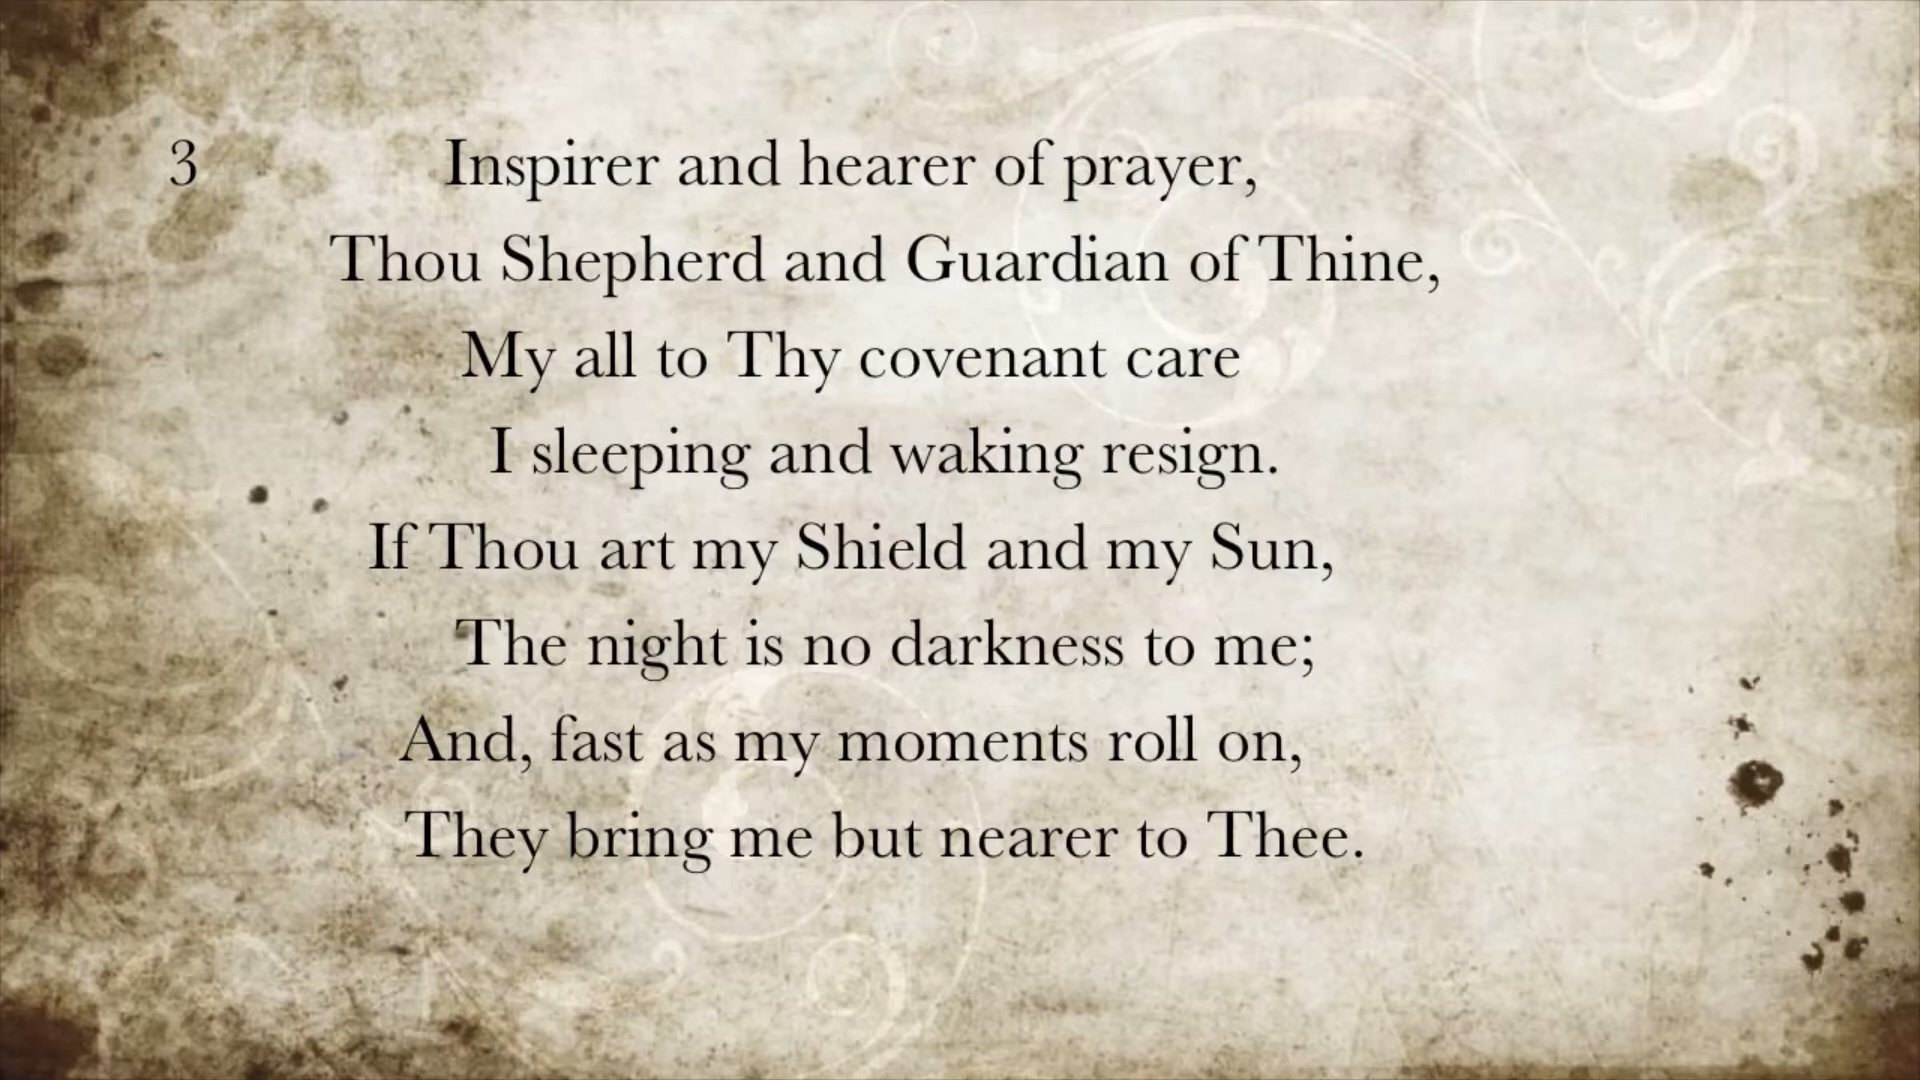 3 Inspirer and hearer of prayer,
Thou Shepherd and Guardian of Thine,
My all to Thy covenant care
I sleeping and waking resign.
If Thou art my Shield and my Sun,
The night is no darkness to me;
And, fast as my moments roll on,
They bring me but nearer to Thee.